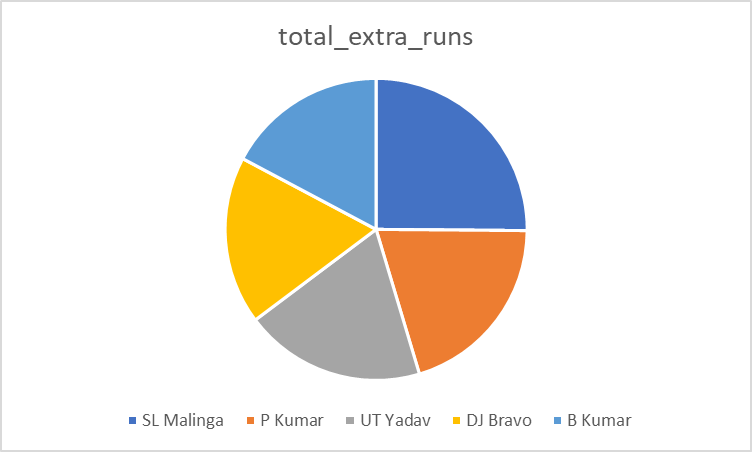 total_extra_runs
SL Malinga P Kumar UT Yadav DJ Bravo B Kumar